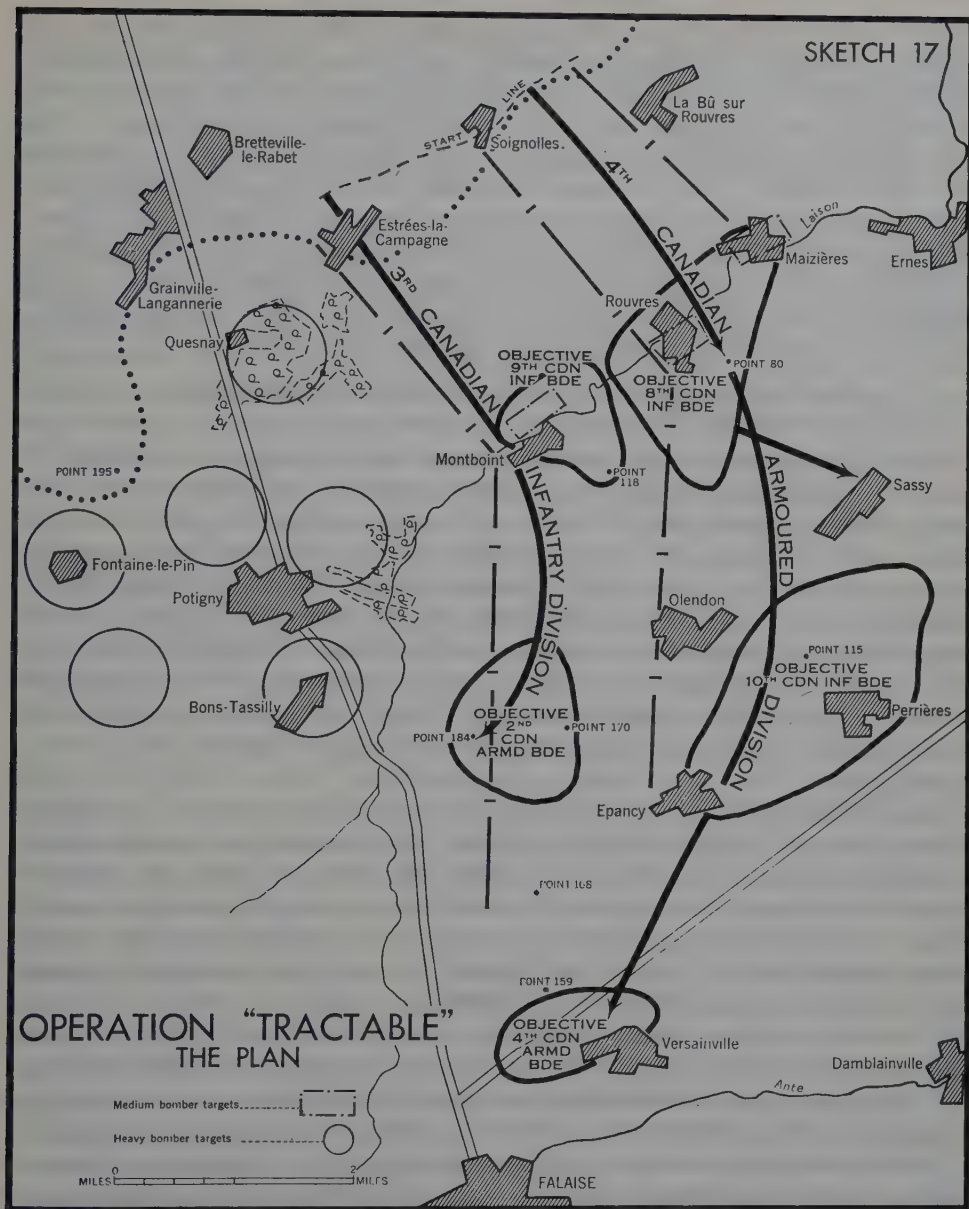 SKETCH 17
La Bû sur
Rouvres
START LINE
Soignolles.
Bretteville-
le-Rabet
4TH CANADIAN ARMOURED DIVISION
Estrées-la-
Campagne
Laison
Maizières
Ernes
3RD CANADIAN INFANTRY DIVISION
Grainville-
Langannerie
Rouvres
Quesnay
OBJECTIVE
9TH CDN
INF BDE
POINT 80
OBJECTIVE
8TH CDN
INF BDE
Montboint
POINT 195
POINT
118
Sassy
Fontaine-le-Pin
Potigny
Olendon
POINT 115
OBJECTIVE
10TH CDN INF BDE
Perrières
Bons-Tassilly
OBJECTIVE
2ND
CDN
ARMD BDE
POINT 184
POINT 170
Epancy
POINT 168
POINT 159
OPERATION "TRACTABLE"
THE PLAN
OBJECTIVE
4TH CDN
ARMD
BDE
Versainville
Damblainville
Ante
Medium bomber targets
Heavy bomber targets
MILES 0 2 MILES
FALAISE